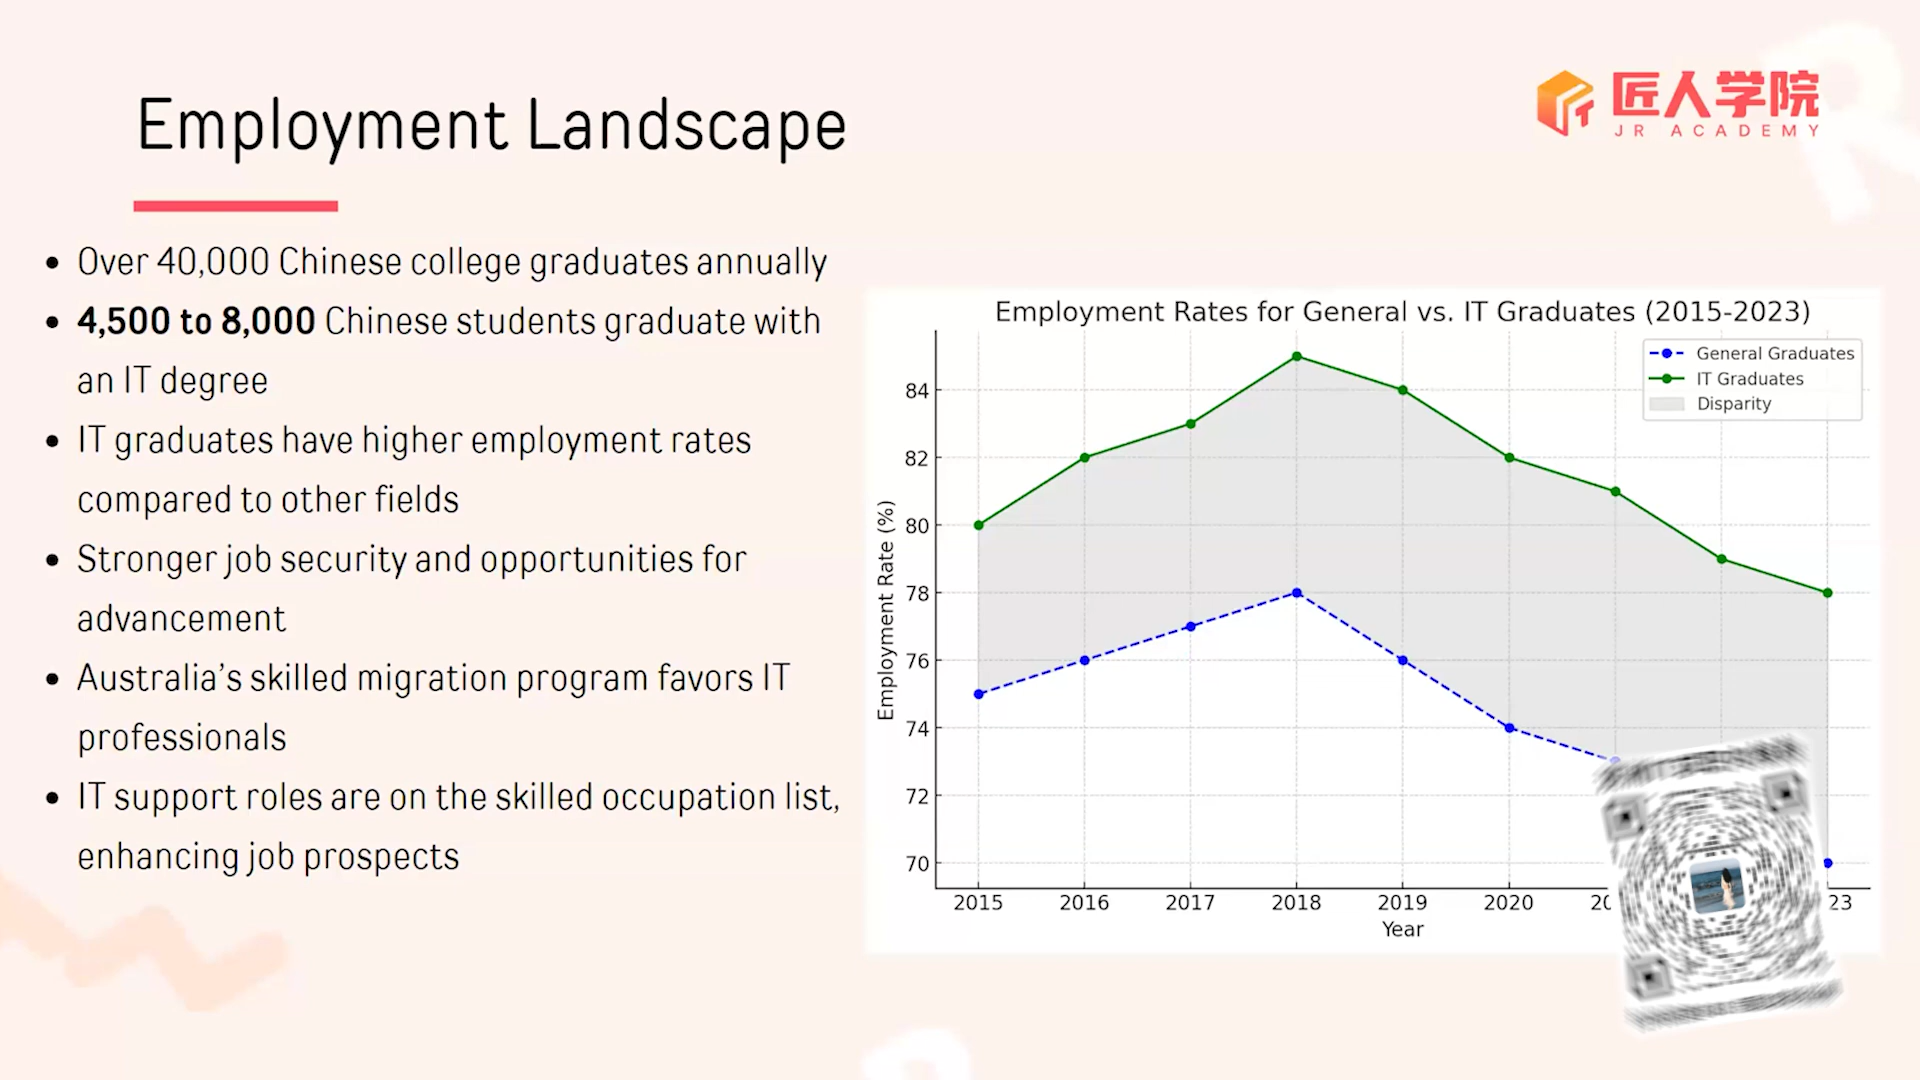 Employment Landscape
匠人学院
JR ACADEMY
• Over 40,000 Chinese college graduates annually
• 4,500 to 8,000 Chinese students graduate with
an IT degree
• IT graduates have higher employment rates
compared to other fields
• Stronger job security and opportunities for
advancement
• Australia’s skilled migration program favors IT
professionals
• IT support roles are on the skilled occupation list,
enhancing job prospects
Employment Rates for General vs. IT Graduates (2015-2023)
General Graduates
IT Graduates
Disparity
Employment Rate (%)
84
82
80
78
76
74
72
70
2015 2016 2017 2018 2019 2020 20 23
Year